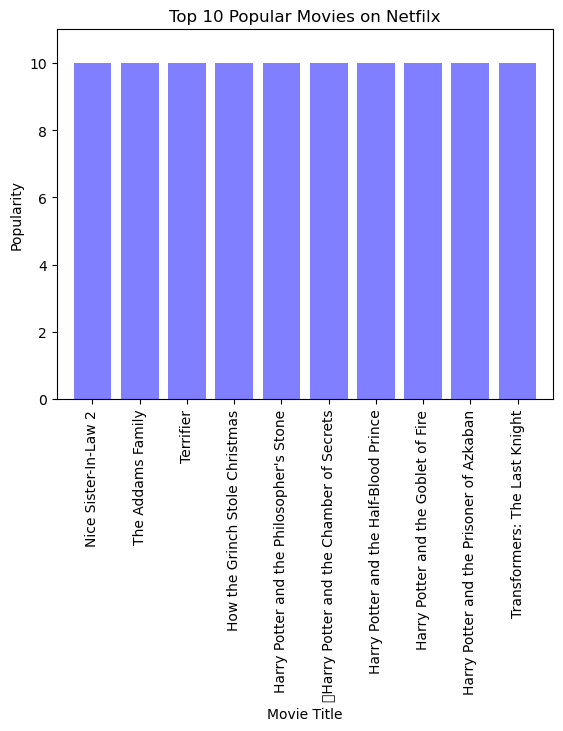 Top 10 Popular Movies on Netfilx
Popularity
10
8
6
4
2
0
Nice Sister-In-Law 2
The Addams Family
Terrifier
How the Grinch Stole Christmas
Harry Potter and the Philosopher's Stone
Harry Potter and the Chamber of Secrets
Harry Potter and the Half-Blood Prince
Harry Potter and the Goblet of Fire
Harry Potter and the Prisoner of Azkaban
Transformers: The Last Knight
Movie Title